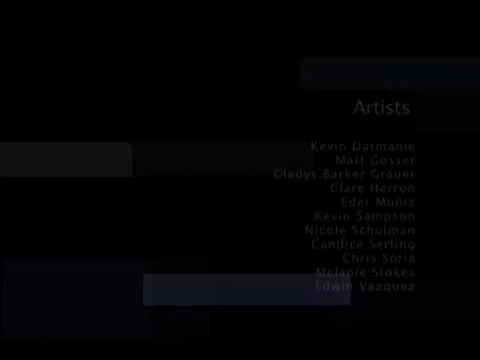 Artists
Kevin Darmanie
Matt Gosser
Gladys Barker Grauer
Clare Herron
Eder Muñiz
Kevin Sampson
Nicole Schulman
Candice Serling
Chris Soria
Melanie Stokes
Edwin Vazquez